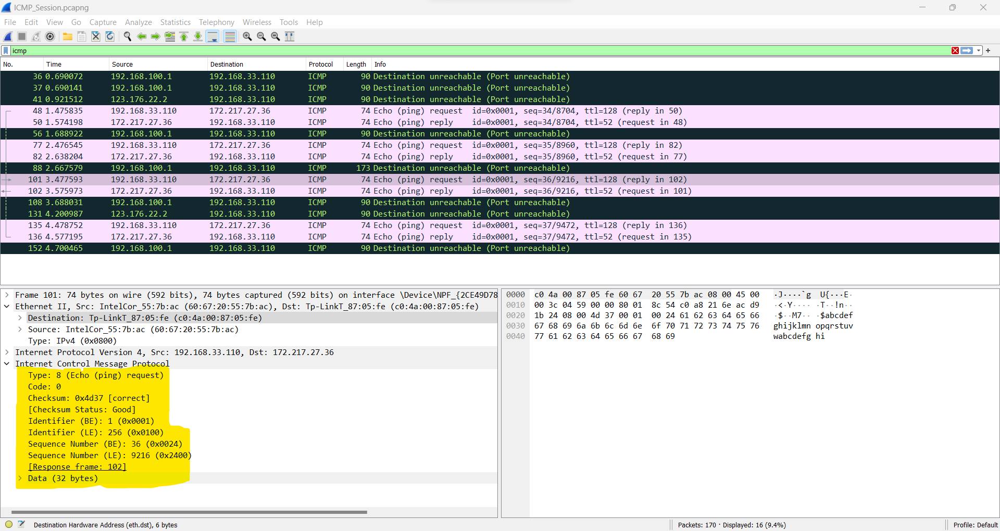 ICMP_Session.pcapng
File Edit View Go Capture Analyze Statistics Telephony Wireless Tools Help
icmp
No. Time Source Destination Protocol Length Info
36 0.690072 192.168.100.1 192.168.33.110 ICMP 90 Destination unreachable (Port unreachable)
37 0.690141 192.168.100.1 192.168.33.110 ICMP 90 Destination unreachable (Port unreachable)
41 0.921512 123.176.22.2 192.168.33.110 ICMP 90 Destination unreachable (Port unreachable)
48 1.475835 192.168.33.110 172.217.27.36 ICMP 74 Echo (ping) request id=0x0001, seq=34/8704, ttl=128 (reply in 50)
50 1.574198 172.217.27.36 192.168.33.110 ICMP 74 Echo (ping) reply id=0x0001, seq=34/8704, ttl=52 (request in 48)
56 1.688922 192.168.100.1 192.168.33.110 ICMP 90 Destination unreachable (Port unreachable)
77 2.476545 192.168.33.110 172.217.27.36 ICMP 74 Echo (ping) request id=0x0001, seq=35/8960, ttl=128 (reply in 82)
82 2.638204 172.217.27.36 192.168.33.110 ICMP 74 Echo (ping) reply id=0x0001, seq=35/8960, ttl=52 (request in 77)
88 2.667579 192.168.100.1 192.168.33.110 ICMP 173 Destination unreachable (Port unreachable)
101 3.477593 192.168.33.110 172.217.27.36 ICMP 74 Echo (ping) request id=0x0001, seq=36/9216, ttl=128 (reply in 102)
102 3.575973 172.217.27.36 192.168.33.110 ICMP 74 Echo (ping) reply id=0x0001, seq=36/9216, ttl=52 (request in 101)
108 3.688031 192.168.100.1 192.168.33.110 ICMP 90 Destination unreachable (Port unreachable)
131 4.200987 123.176.22.2 192.168.33.110 ICMP 90 Destination unreachable (Port unreachable)
135 4.478752 192.168.33.110 172.217.27.36 ICMP 74 Echo (ping) request id=0x0001, seq=37/9472, ttl=128 (reply in 136)
136 4.577195 172.217.27.36 192.168.33.110 ICMP 74 Echo (ping) reply id=0x0001, seq=37/9472, ttl=52 (request in 135)
152 4.700465 192.168.100.1 192.168.33.110 ICMP 90 Destination unreachable (Port unreachable)
Frame 101: 74 bytes on wire (592 bits), 74 bytes captured (592 bits) on interface \Device\NPF_{2CE49D78
Ethernet II, Src: IntelCor_55:7b:ac (60:67:20:55:7b:ac), Dst: Tp-LinkT_87:05:fe (c0:4a:00:87:05:fe)
Destination: Tp-LinkT_87:05:fe (c0:4a:00:87:05:fe)
Source: IntelCor_55:7b:ac (60:67:20:55:7b:ac)
Type: IPv4 (0x0800)
Internet Protocol Version 4, Src: 192.168.33.110, Dst: 172.217.27.36
Internet Control Message Protocol
Type: 8 (Echo (ping) request)
Code: 0
Checksum: 0x4d37 [correct]
[Checksum Status: Good]
Identifier (BE): 1 (0x0001)
Identifier (LE): 256 (0x0100)
Sequence Number (BE): 36 (0x0024)
Sequence Number (LE): 9216 (0x2400)
[Response frame: 102]
Data (32 bytes)
0000 c0 4a 00 87 05 fe 60 67 20 55 7b ac 08 00 45 00 ·J····`g U{···E·
0010 00 3c 04 59 00 00 80 01 8c 54 c0 a8 21 6e ac d9 ·<·Y···· ·T··!n··
0020 1b 24 08 00 4d 37 00 01 00 24 61 62 63 64 65 66 ·$··M7·· ·$abcdef
0030 67 68 69 6a 6b 6c 6d 6e 6f 70 71 72 73 74 75 76 ghijklmn opqrstuv
0040 77 61 62 63 64 65 66 67 68 69 wabcdefg hi
Destination Hardware Address (eth.dst), 6 bytes
Packets: 170 · Displayed: 16 (9.4%)
Profile: Default